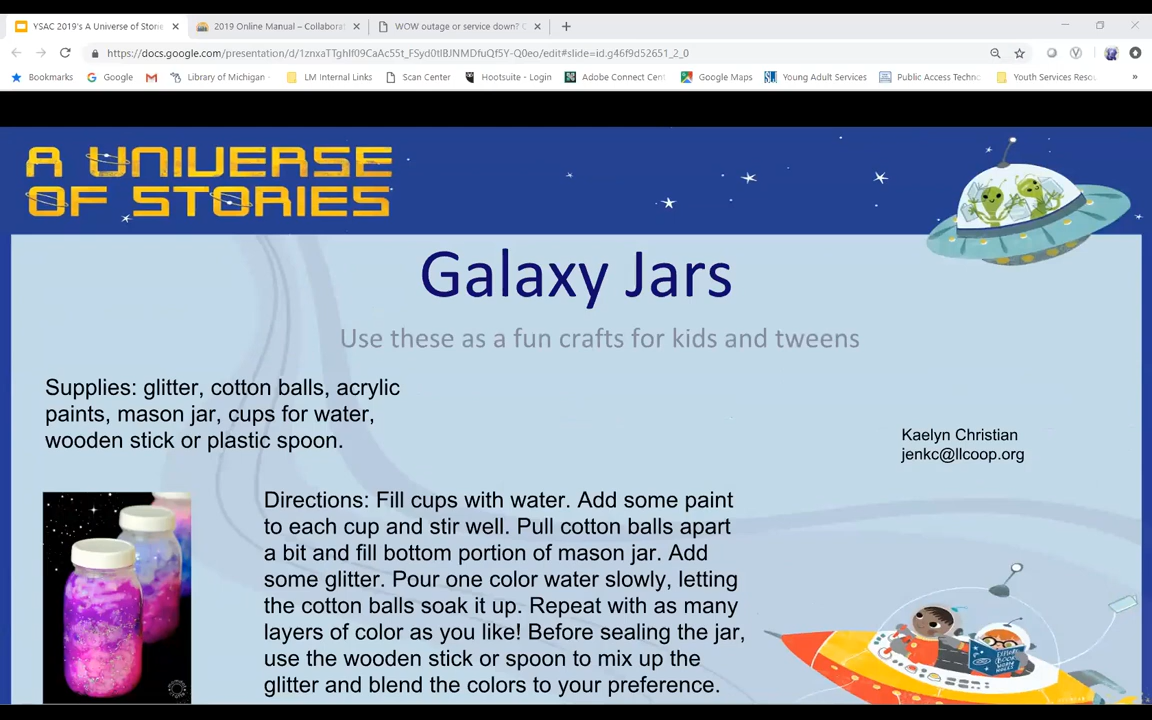 YSAC 2019's A Universe of Storie
2019 Online Manual – Collaborat
WOW outage or service down? C
https://docs.google.com/presentation/d/1znxaTTghIf09CaAc55t_FSyd0tIBJNMDfuQf5Y-Q0eo/edit#slide=id.g46f9d52651_2_0
Bookmarks
Google
Library of Michigan
LM Internal Links
Scan Center
Hootsuite - Login
Adobe Connect Cent
Google Maps
Young Adult Services
Public Access Techno
Youth Services Resou
A UNIVERSE
OF STORIES
Galaxy Jars
Use these as a fun crafts for kids and tweens
Supplies: glitter, cotton balls, acrylic
paints, mason jar, cups for water,
wooden stick or plastic spoon.
Kaelyn Christian
jenkc@llcoop.org
Directions: Fill cups with water. Add some paint
to each cup and stir well. Pull cotton balls apart
a bit and fill bottom portion of mason jar. Add
some glitter. Pour one color water slowly, letting
the cotton balls soak it up. Repeat with as many
layers of color as you like! Before sealing the jar,
use the wooden stick or spoon to mix up the
glitter and blend the colors to your preference.